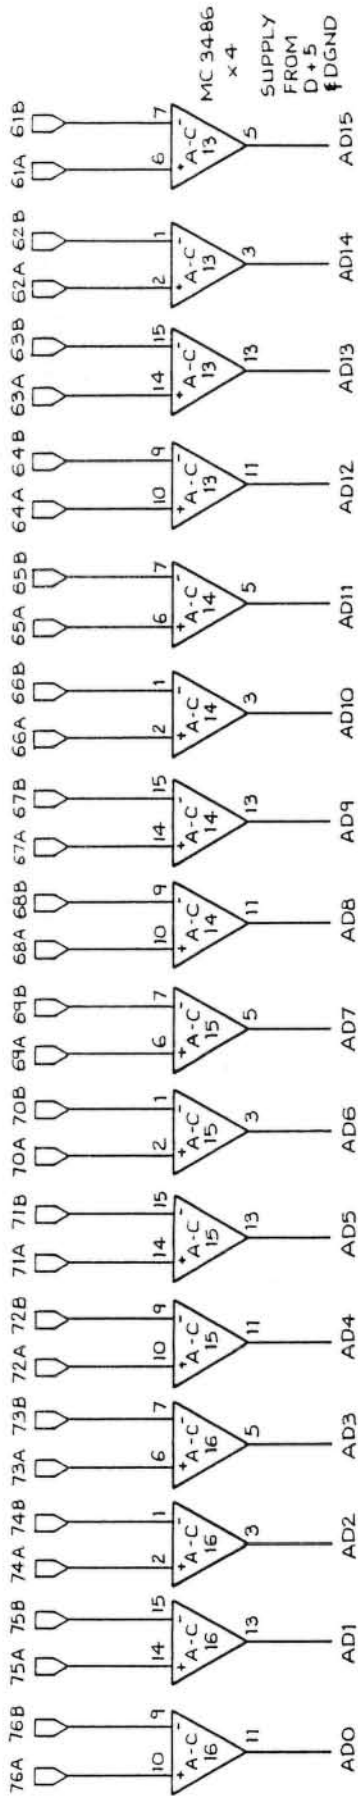 76A 76B 75A 75B 74A 74B 73A 73B 72A 72B 71A 71B 70A 70B 69A 69B 68A 68B 67A 67B 66A 66B 65A 65B 64A 64B 63A 63B 62A 62B 61A 61B
10 9 14 15 2 1 6 7 10 9 14 15 2 1 6 7 10 9 14 15 2 1 6 7 10 9 14 15 2 1 6 7
+ - + - + - + - + - + - + - + - + - + - + - + - + - + - + - + -
A-C A-C A-C A-C A-C A-C A-C A-C A-C A-C A-C A-C A-C A-C A-C A-C
16 16 16 16 15 15 15 15 14 14 14 14 13 13 13 13
11 13 3 5 11 13 3 5 11 13 3 5 11 13 3 5
AD0 AD1 AD2 AD3 AD4 AD5 AD6 AD7 AD8 AD9 AD10 AD11 AD12 AD13 AD14 AD15
MC 3486
x 4
SUPPLY
FROM
D+5
& DGND